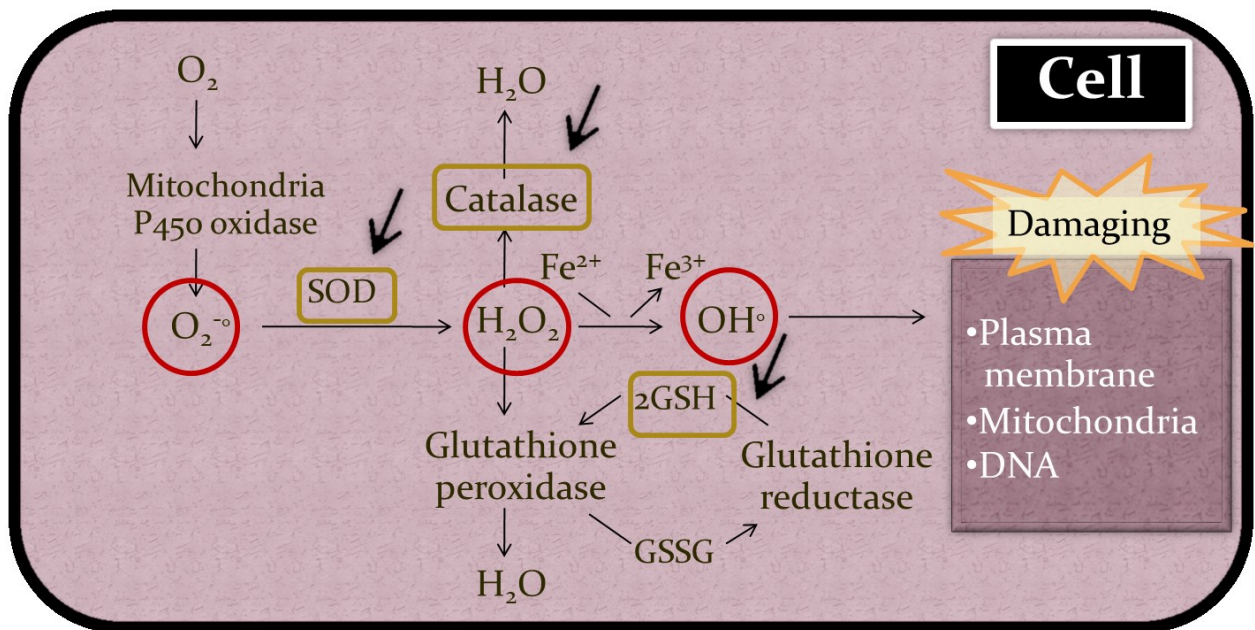 Cell
O₂
H₂O
Mitochondria
P450 oxidase
Catalase
Damaging
SOD
Fe²⁺
Fe³⁺
O₂⁻°
H₂O₂
OH°
•Plasma
membrane
•Mitochondria
•DNA
2GSH
Glutathione
peroxidase
Glutathione
reductase
GSSG
H₂O